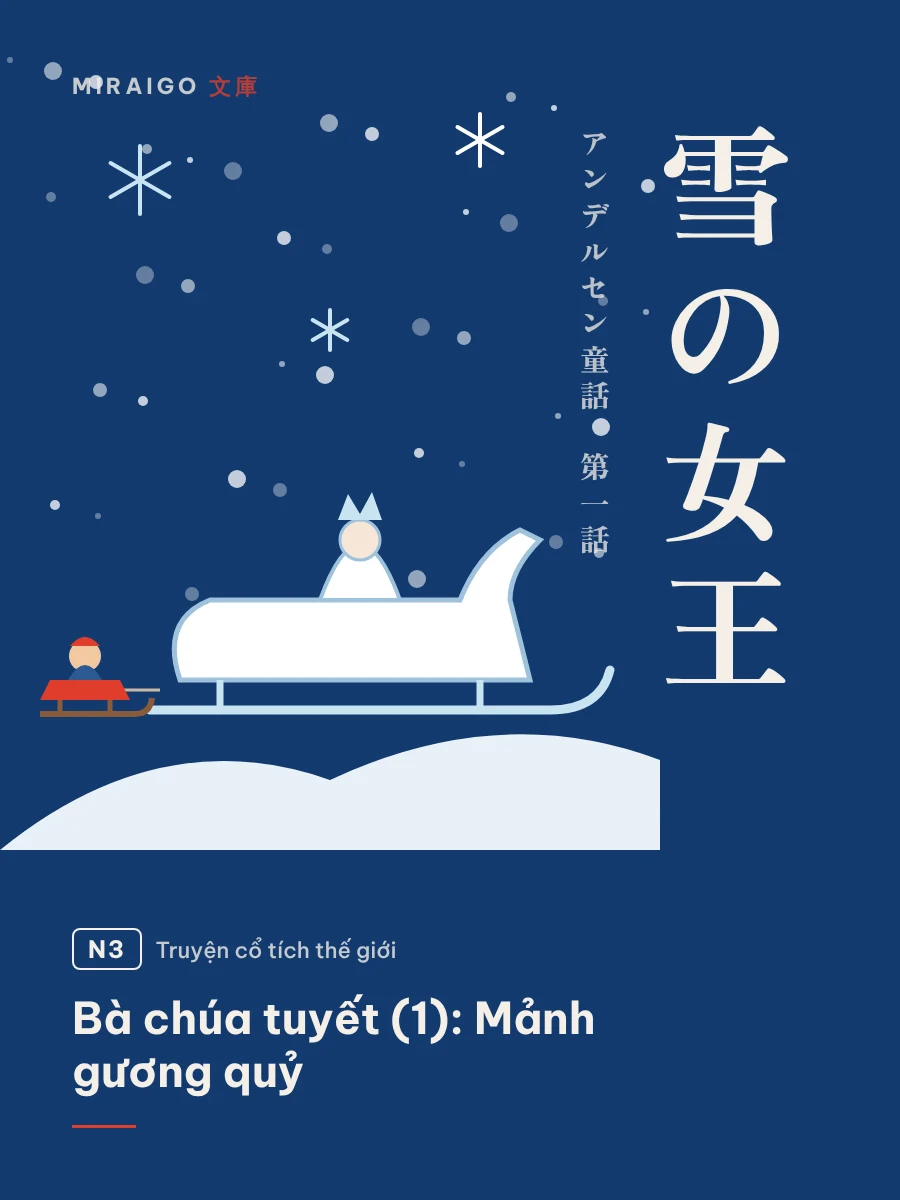 MIRAIGO 文庫
雪の女王
アンデルセン童話●第一話
N3 Truyện cổ tích thế giới
Bà chúa tuyết (1): Mảnh
gương quỷ